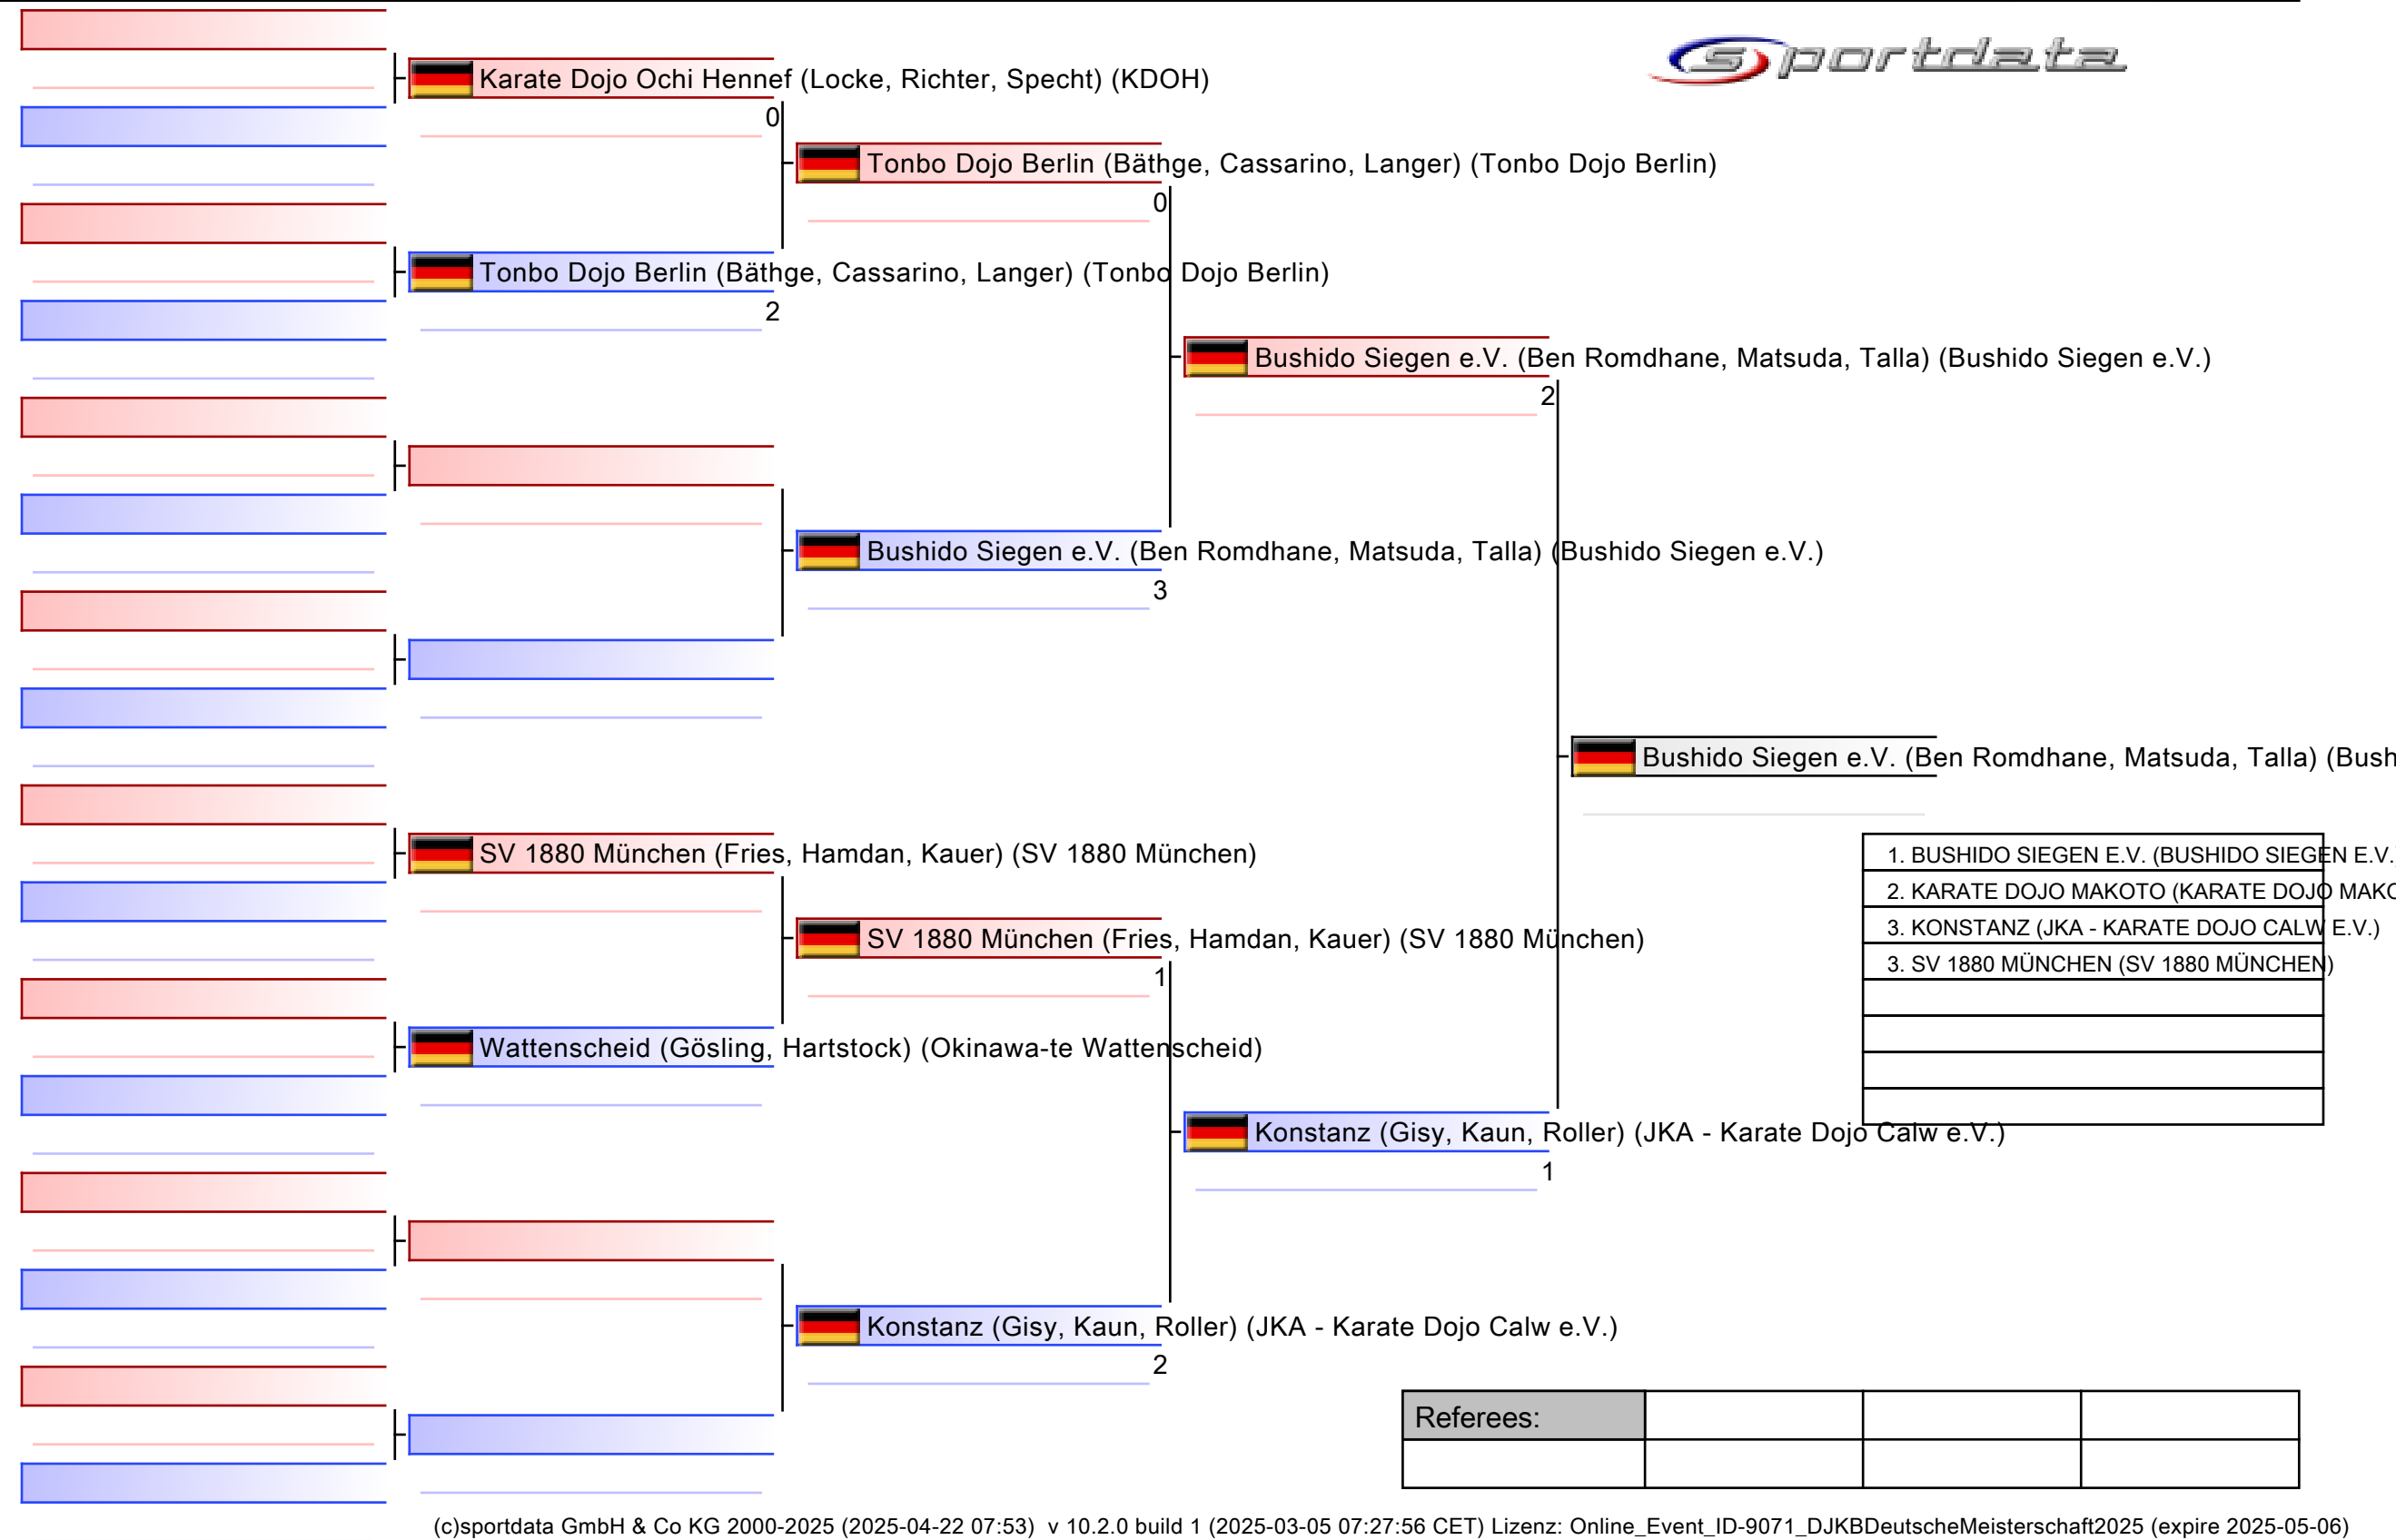 sportdata
Karate Dojo Ochi Hennef (Locke, Richter, Specht) (KDOH)
0
Tonbo Dojo Berlin (Bäthge, Cassarino, Langer) (Tonbo Dojo Berlin)
0
Tonbo Dojo Berlin (Bäthge, Cassarino, Langer) (Tonbo Dojo Berlin)
2
Bushido Siegen e.V. (Ben Romdhane, Matsuda, Talla) (Bushido Siegen e.V.)
2
Bushido Siegen e.V. (Ben Romdhane, Matsuda, Talla) (Bushido Siegen e.V.)
3
Bushido Siegen e.V. (Ben Romdhane, Matsuda, Talla) (Bush
SV 1880 München (Fries, Hamdan, Kauer) (SV 1880 München)
1. BUSHIDO SIEGEN E.V. (BUSHIDO SIEGEN E.V.
2. KARATE DOJO MAKOTO (KARATE DOJO MAKO
3. KONSTANZ (JKA - KARATE DOJO CALW E.V.)
SV 1880 München (Fries, Hamdan, Kauer) (SV 1880 München)
3. SV 1880 MÜNCHEN (SV 1880 MÜNCHEN)
1
Wattenscheid (Gösling, Hartstock) (Okinawa-te Wattenscheid)
Konstanz (Gisy, Kaun, Roller) (JKA - Karate Dojo Calw e.V.)
1
Konstanz (Gisy, Kaun, Roller) (JKA - Karate Dojo Calw e.V.)
2
Referees:
(c)sportdata GmbH & Co KG 2000-2025 (2025-04-22 07:53)  v 10.2.0 build 1 (2025-03-05 07:27:56 CET) Lizenz: Online_Event_ID-9071_DJKBDeutscheMeisterschaft2025 (expire 2025-05-06)